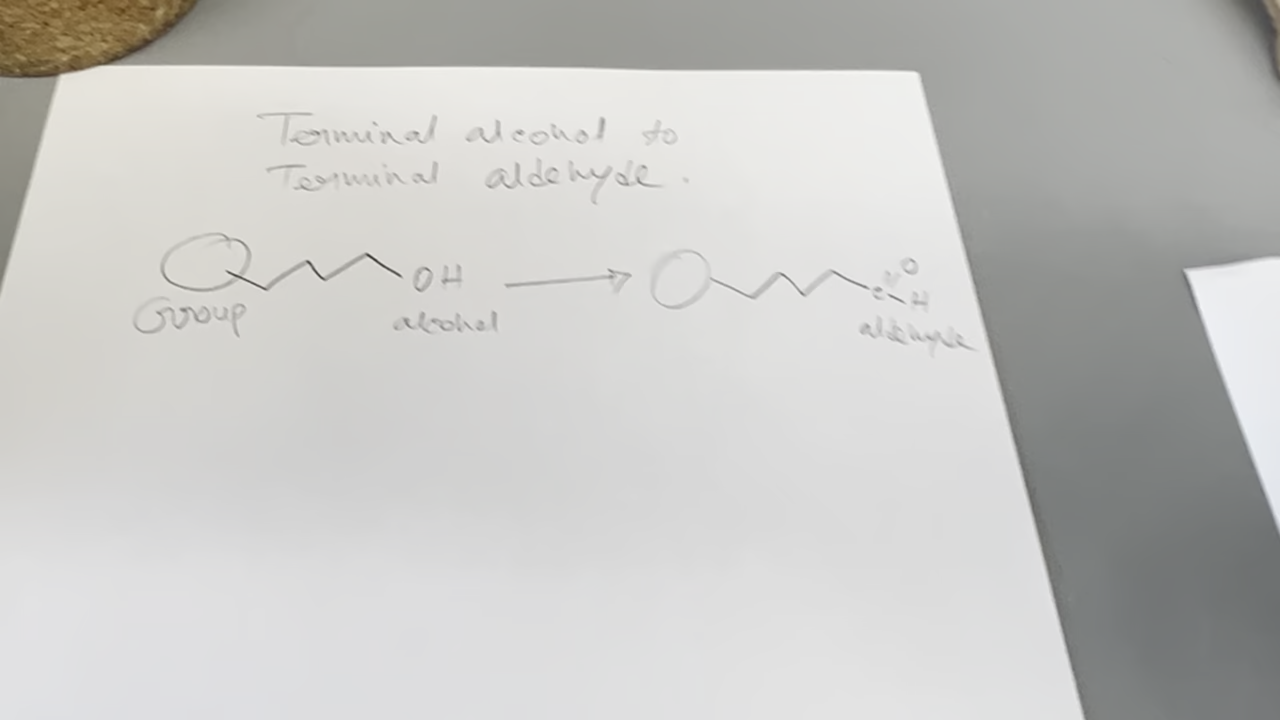 Terminal alcohol to
Terminal aldehyde.
OH
O
C
H
Group
alcohol
aldehyde